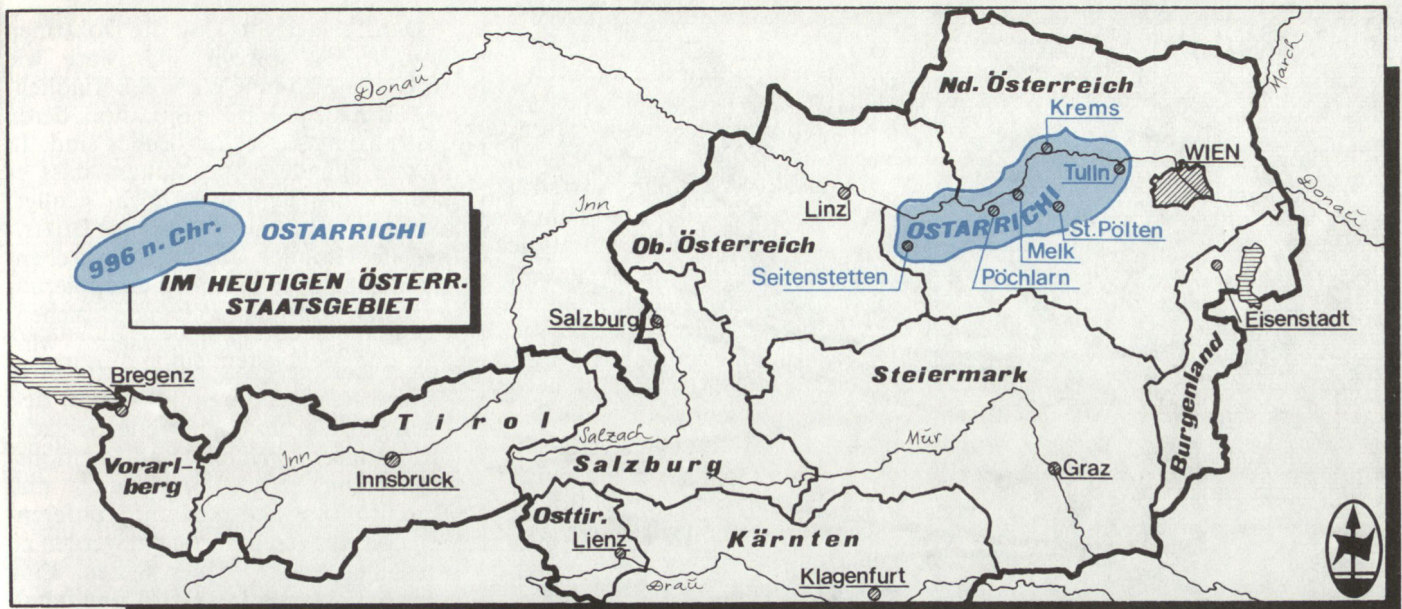 Donau
March
Nd. Österreich
Krems
WIEN
Tulln
Donau
Inn
Linz
OSTARRICHI
St.Pölten
Melk
Pöchlarn
Seitenstetten
Ob. Österreich
996 n. Chr.
OSTARRICHI
IM HEUTIGEN ÖSTERR.
STAATSGEBIET
Salzburg
Eisenstadt
Bregenz
Steiermark
Burgenland
Tirol
Salzach
Mur
Vorarl-
berg
Inn
Innsbruck
Salzburg
Graz
Osttir.
Lienz
Kärnten
Drau
Klagenfurt